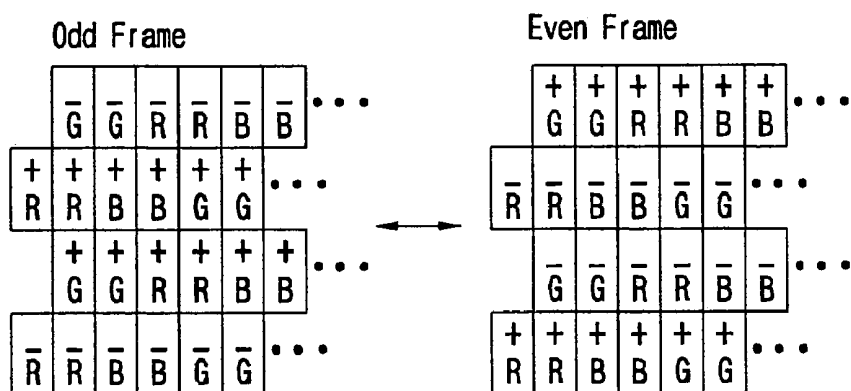 Odd Frame
− − − − − −
G G R R B B ...
+ + + + + +
R R B B G G ...
+ + + + + +
G G R R B B ...
− − − − − −
R R B B G G ...
Even Frame
+ + + + + +
G G R R B B ...
− − − − − −
R R B B G G ...
− − − − − −
G G R R B B ...
+ + + + + +
R R B B G G ...